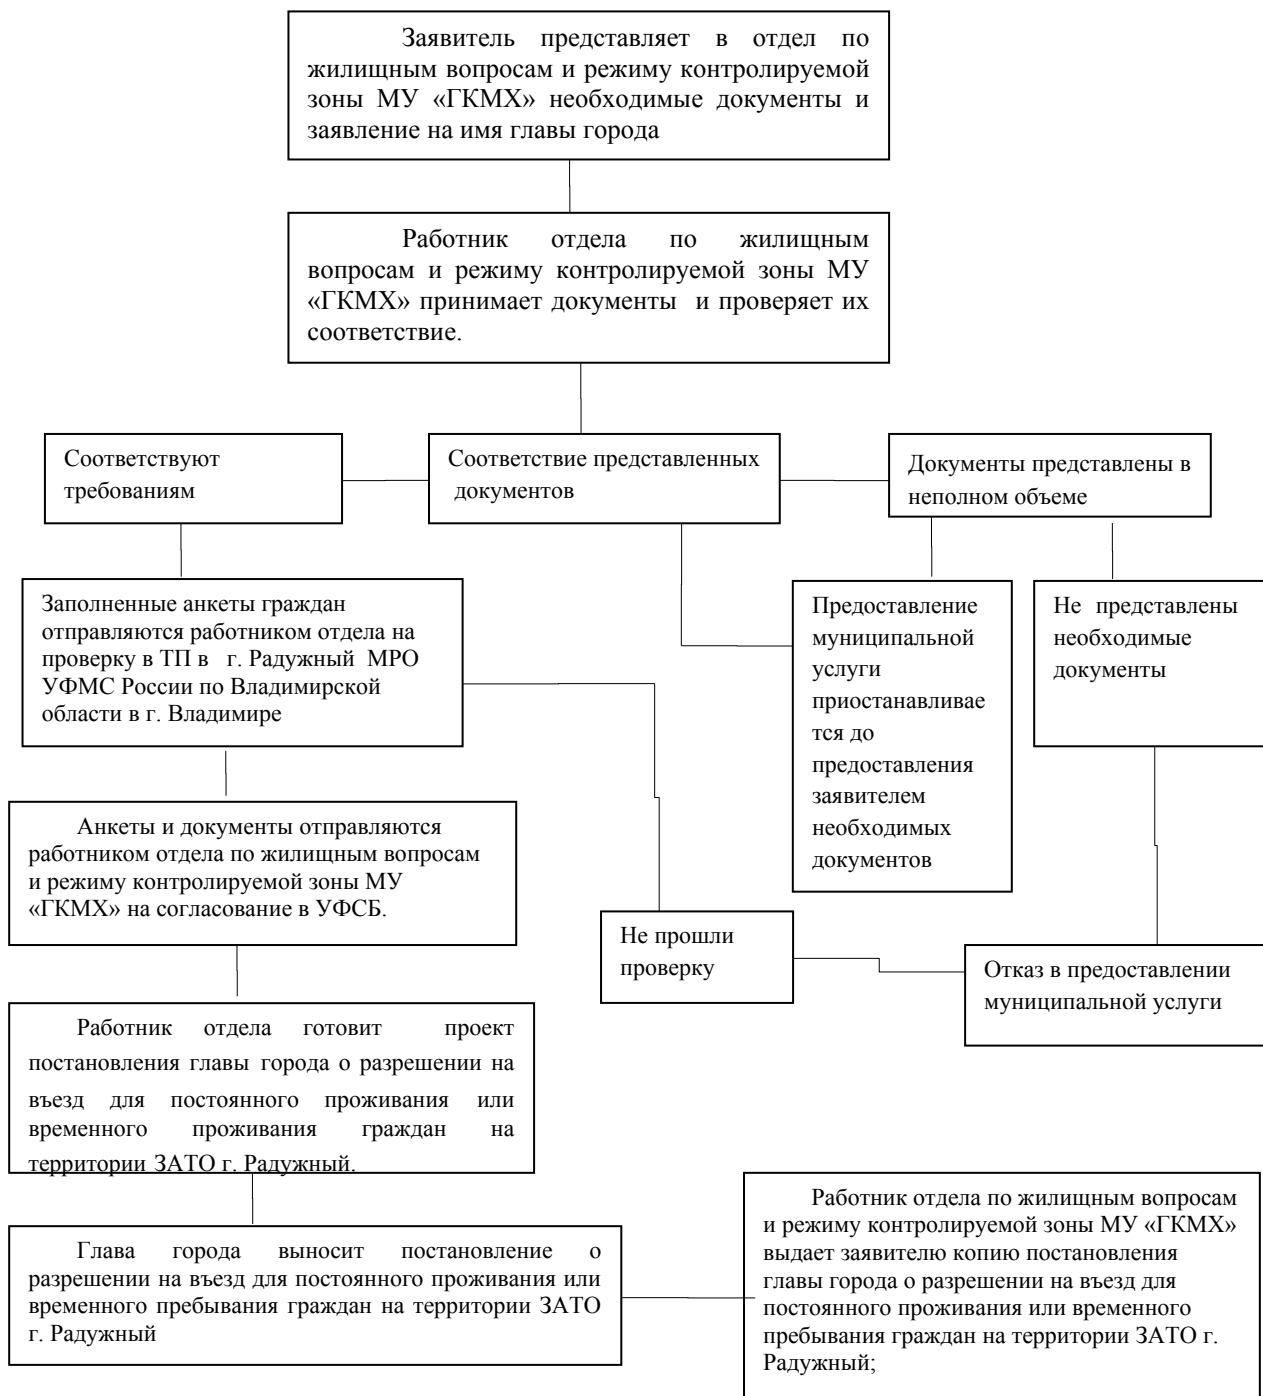 Заявитель представляет в отдел по
жилищным вопросам и режиму контролируемой
зоны МУ «ГКМХ» необходимые документы и
заявление на имя главы города
Работник отдела по жилищным
вопросам и режиму контролируемой зоны МУ
«ГКМХ» принимает документы и проверяет их
соответствие.
Соответствуют
требованиям
Соответствие представленных
документов
Документы представлены в
неполном объеме
Заполненные анкеты граждан
отправляются работником отдела на
проверку в ТП в г. Радужный МРО
УФМС России по Владимирской
области в г. Владимире
Предоставление
муниципальной
услуги
приостанавливае
тся до
предоставления
заявителем
необходимых
документов
Не представлены
необходимые
документы
Анкеты и документы отправляются
работником отдела по жилищным вопросам
и режиму контролируемой зоны МУ
«ГКМХ» на согласование в УФСБ.
Не прошли
проверку
Отказ в предоставлении
муниципальной услуги
Работник отдела готовит проект
постановления главы города о разрешении на
въезд для постоянного проживания или
временного проживания граждан на
территории ЗАТО г. Радужный.
Глава города выносит постановление о
разрешении на въезд для постоянного проживания или
временного пребывания граждан на территории ЗАТО
г. Радужный
Работник отдела по жилищным вопросам
и режиму контролируемой зоны МУ «ГКМХ»
выдает заявителю копию постановления
главы города о разрешении на въезд для
постоянного проживания или временного
пребывания граждан на территории ЗАТО г.
Радужный;